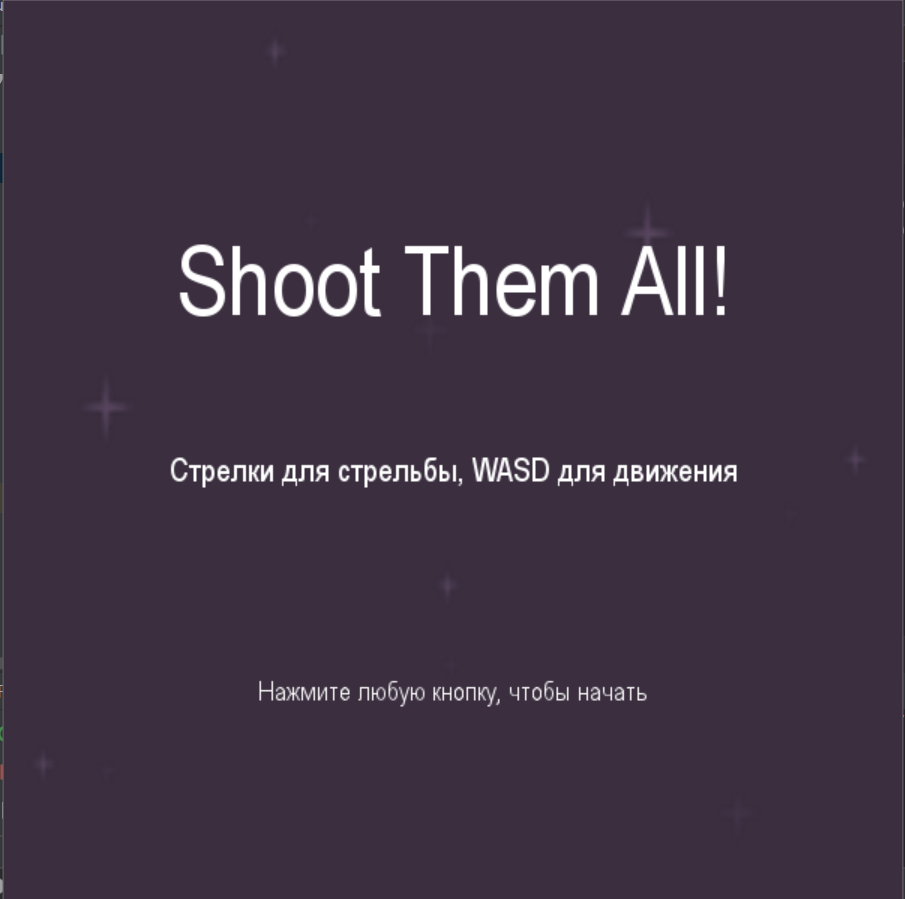 Shoot Them All!
Стрелки для стрельбы, WASD для движения
Нажмите любую кнопку, чтобы начать